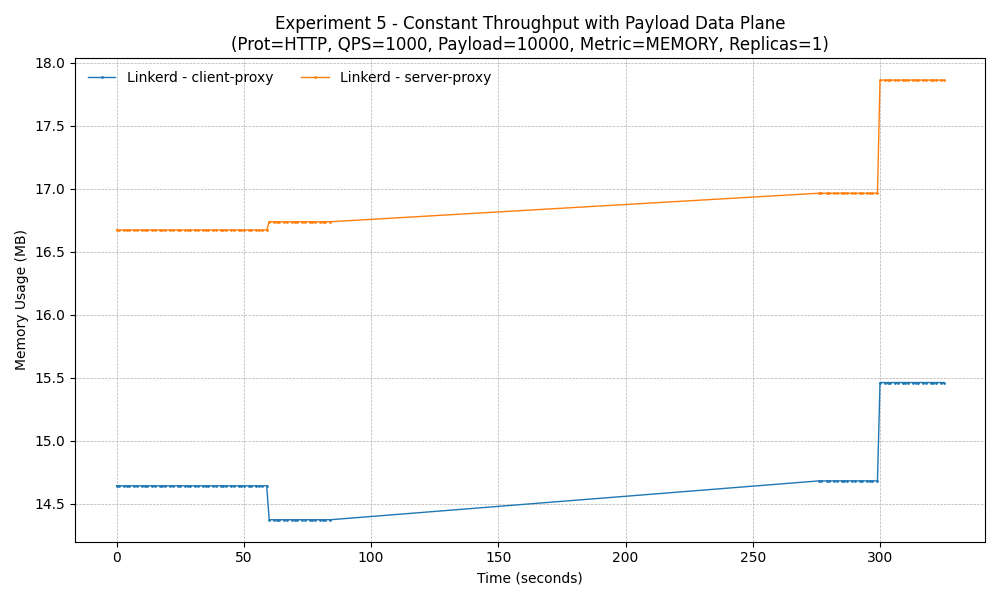 Experiment 5 - Constant Throughput with Payload Data Plane
(Prot=HTTP, QPS=1000, Payload=10000, Metric=MEMORY, Replicas=1)
Linkerd - client-proxy
Linkerd - server-proxy
Memory Usage (MB)
18.0
17.5
17.0
16.5
16.0
15.5
15.0
14.5
0
50
100
150
200
250
300
Time (seconds)